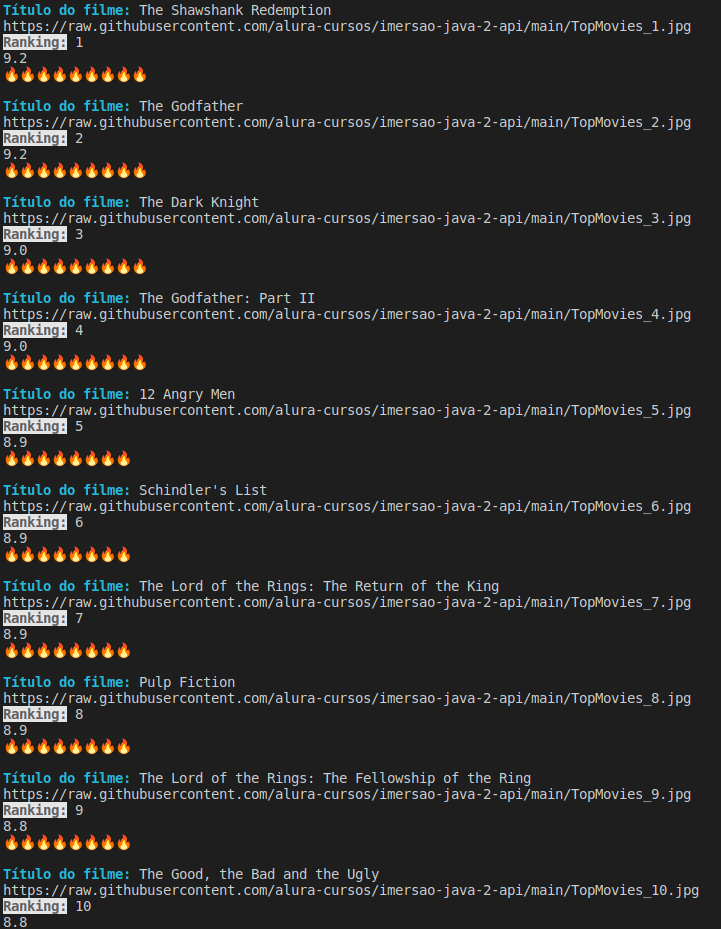 Título do filme: The Shawshank Redemption
https://raw.githubusercontent.com/alura-cursos/imersao-java-2-api/main/TopMovies_1.jpg
Ranking: 1
9.2
🔥🔥🔥🔥🔥🔥🔥🔥🔥
Título do filme: The Godfather
https://raw.githubusercontent.com/alura-cursos/imersao-java-2-api/main/TopMovies_2.jpg
Ranking: 2
9.2
🔥🔥🔥🔥🔥🔥🔥🔥🔥
Título do filme: The Dark Knight
https://raw.githubusercontent.com/alura-cursos/imersao-java-2-api/main/TopMovies_3.jpg
Ranking: 3
9.0
🔥🔥🔥🔥🔥🔥🔥🔥🔥
Título do filme: The Godfather: Part II
https://raw.githubusercontent.com/alura-cursos/imersao-java-2-api/main/TopMovies_4.jpg
Ranking: 4
9.0
🔥🔥🔥🔥🔥🔥🔥🔥🔥
Título do filme: 12 Angry Men
https://raw.githubusercontent.com/alura-cursos/imersao-java-2-api/main/TopMovies_5.jpg
Ranking: 5
8.9
🔥🔥🔥🔥🔥🔥🔥🔥
Título do filme: Schindler's List
https://raw.githubusercontent.com/alura-cursos/imersao-java-2-api/main/TopMovies_6.jpg
Ranking: 6
8.9
🔥🔥🔥🔥🔥🔥🔥🔥
Título do filme: The Lord of the Rings: The Return of the King
https://raw.githubusercontent.com/alura-cursos/imersao-java-2-api/main/TopMovies_7.jpg
Ranking: 7
8.9
🔥🔥🔥🔥🔥🔥🔥🔥
Título do filme: Pulp Fiction
https://raw.githubusercontent.com/alura-cursos/imersao-java-2-api/main/TopMovies_8.jpg
Ranking: 8
8.9
🔥🔥🔥🔥🔥🔥🔥🔥
Título do filme: The Lord of the Rings: The Fellowship of the Ring
https://raw.githubusercontent.com/alura-cursos/imersao-java-2-api/main/TopMovies_9.jpg
Ranking: 9
8.8
🔥🔥🔥🔥🔥🔥🔥🔥
Título do filme: The Good, the Bad and the Ugly
https://raw.githubusercontent.com/alura-cursos/imersao-java-2-api/main/TopMovies_10.jpg
Ranking: 10
8.8